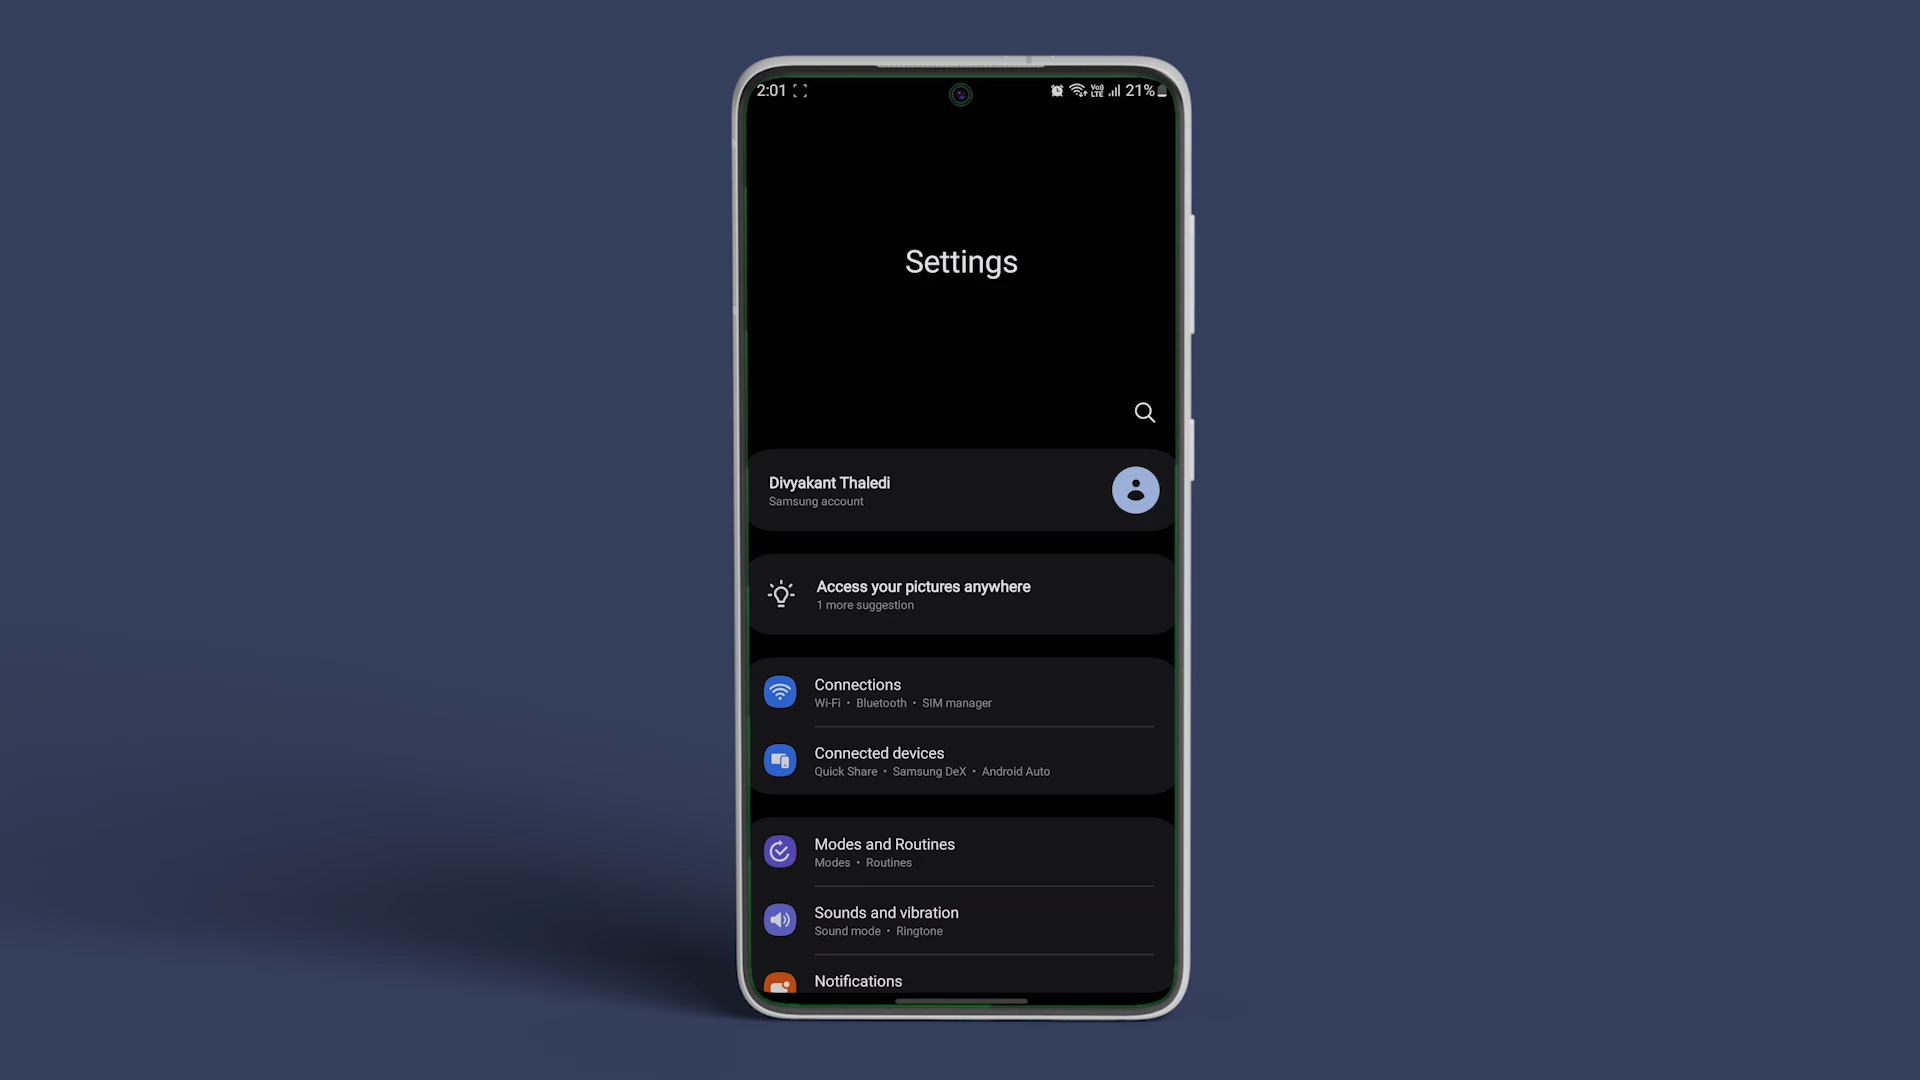 2:01 21%
Settings
Divyakant Thaledi
Samsung account
Access your pictures anywhere
1 more suggestion
Connections
Wi-Fi • Bluetooth • SIM manager
Connected devices
Quick Share • Samsung DeX • Android Auto
Modes and Routines
Modes • Routines
Sounds and vibration
Sound mode • Ringtone
Notifications